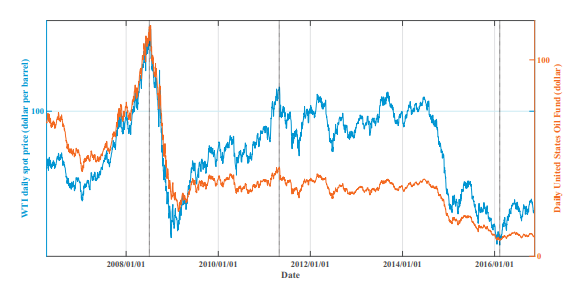 WTI daily spot price (dollar per barrel)
100
100
0
Daily United States Oil Fund (dollar)
2008/01/01
2010/01/01
2012/01/01
2014/01/01
2016/01/01
Date